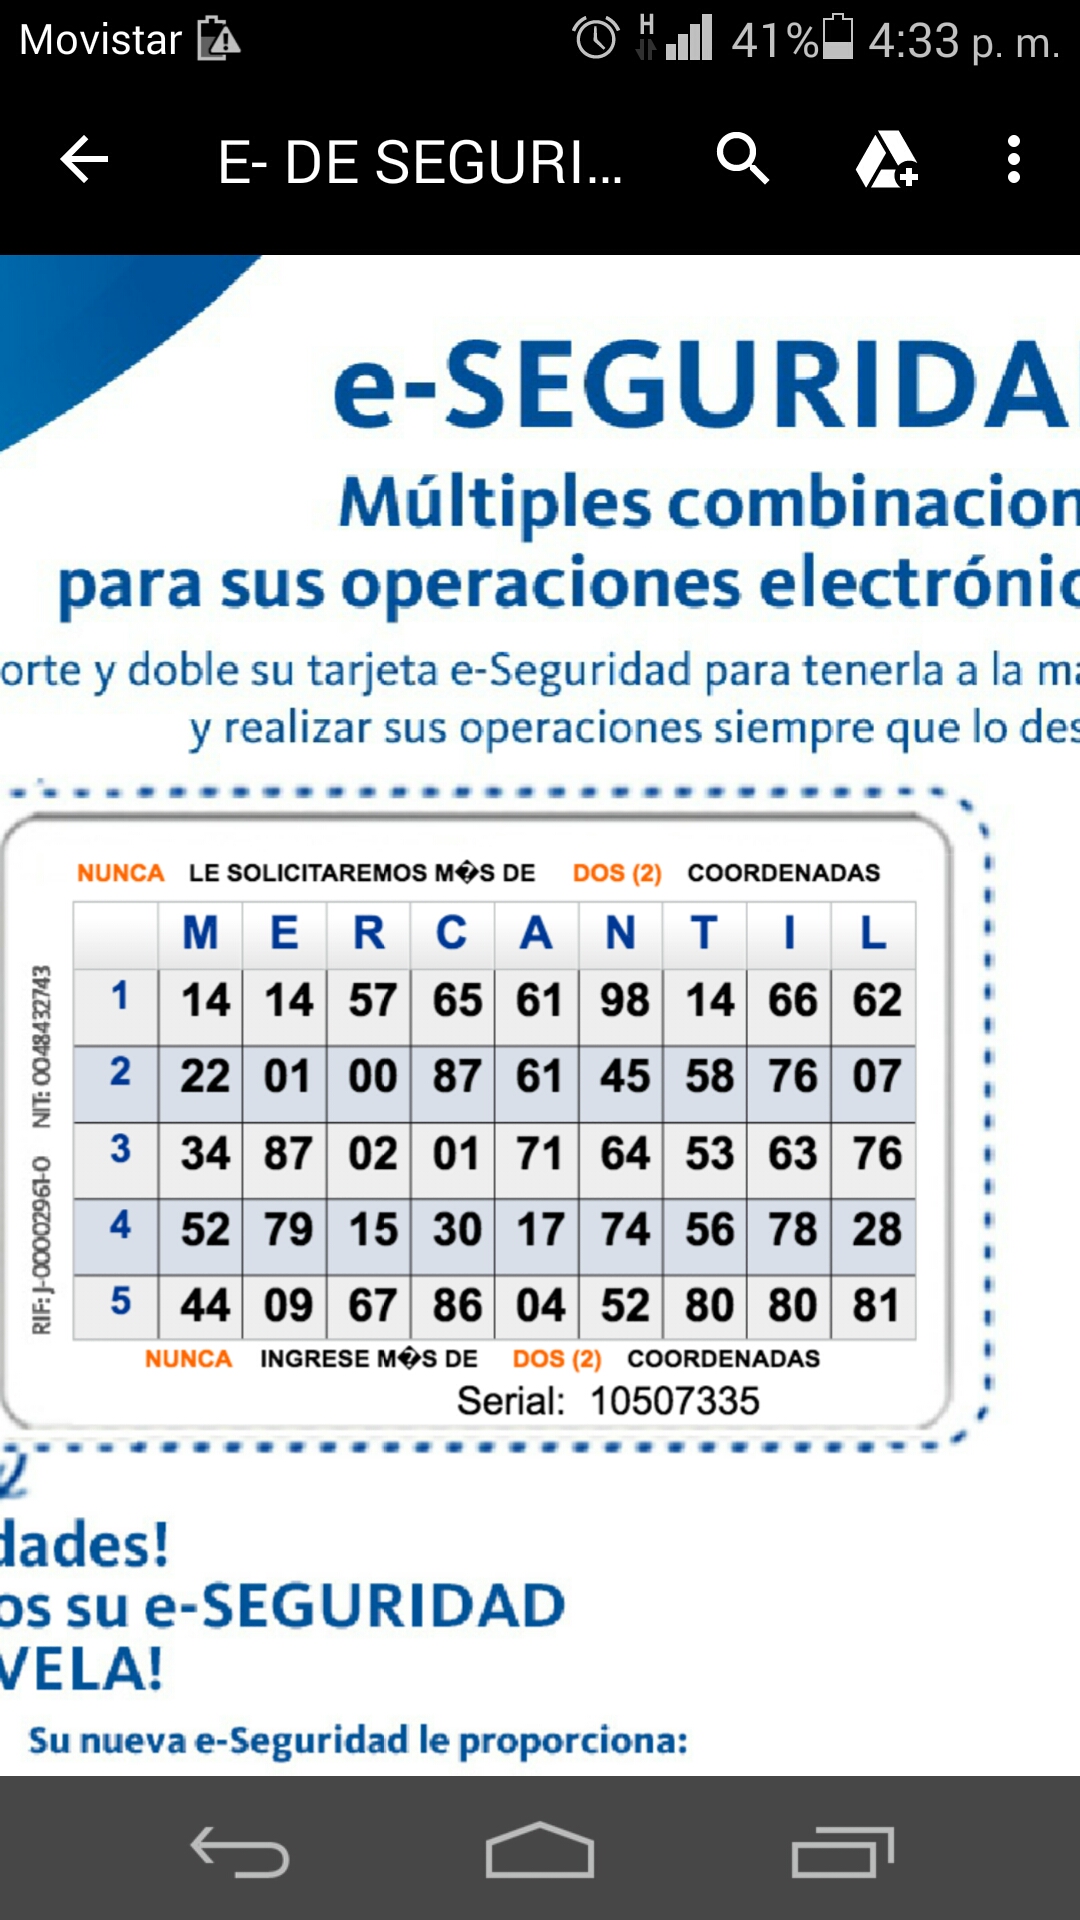 Movistar 41% 4:33 p. m.
E- DE SEGURI...
e-SEGURIDA
Múltiples combinacion
para sus operaciones electrónic
orte y doble su tarjeta e-Seguridad para tenerla a la ma
y realizar sus operaciones siempre que lo des
NUNCA LE SOLICITAREMOS M�S DE DOS (2) COORDENADAS
M E R C A N T I L
1 14 14 57 65 61 98 14 66 62
2 22 01 00 87 61 45 58 76 07
3 34 87 02 01 71 64 53 63 76
4 52 79 15 30 17 74 56 78 28
5 44 09 67 86 04 52 80 80 81
RIF: J-00002961-0 NIT: 0048432743
NUNCA INGRESE M�S DE DOS (2) COORDENADAS
Serial: 10507335
dades!
os su e-SEGURIDAD
VELA!
Su nueva e-Seguridad le proporciona: